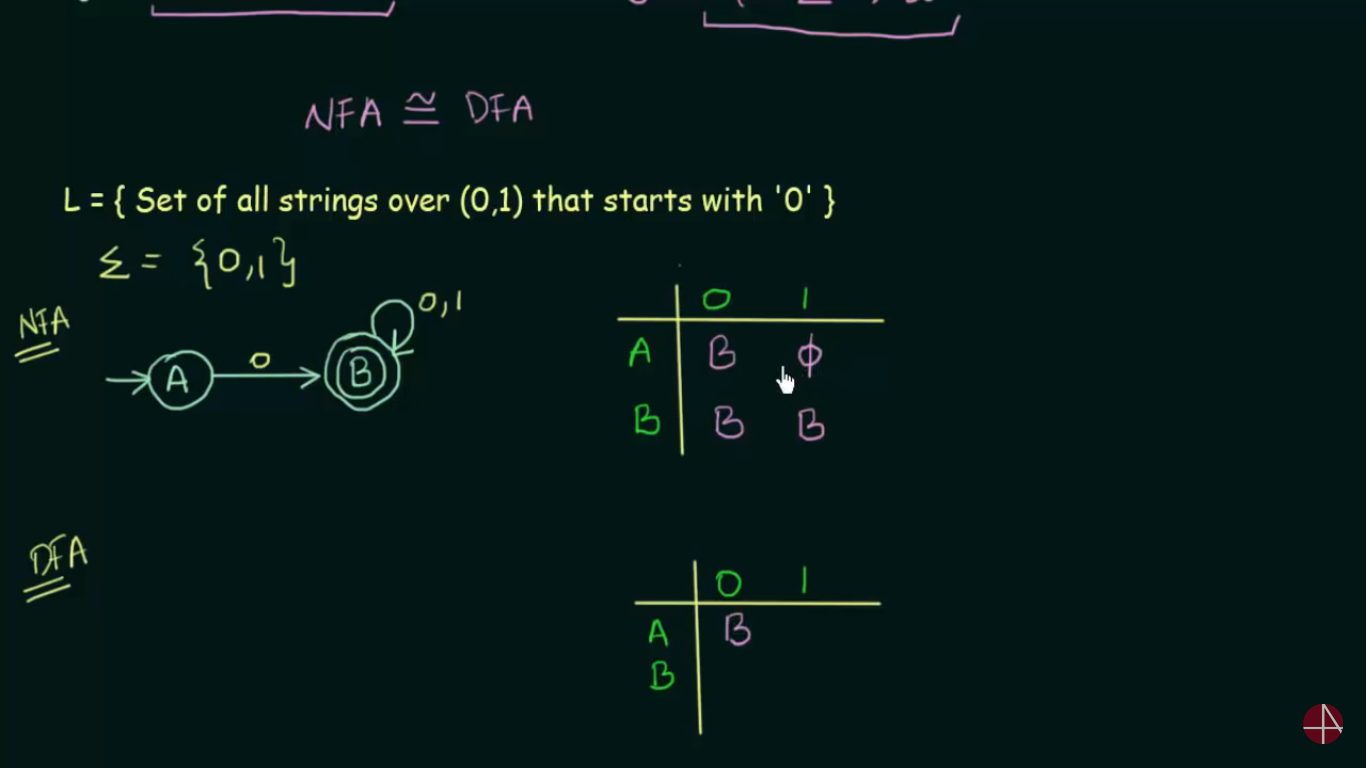 NFA ≅ DFA
L = { Set of all strings over (0,1) that starts with '0' }
Σ = {0,1}
NFA
0,1
A 0 B
0 1
A B ϕ
B B B
DFA
0 1
A B
B